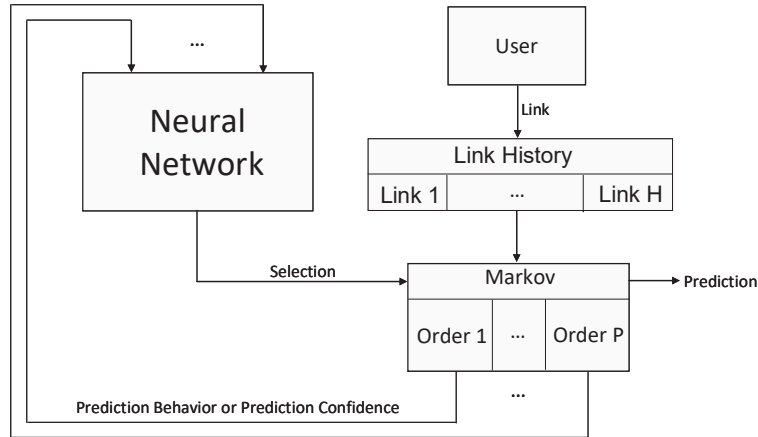 ...
User
Neural
Network
Link
Link History
Link 1
...
Link H
Selection
Markov
Prediction
Order 1
...
Order P
...
Prediction Behavior or Prediction Confidence